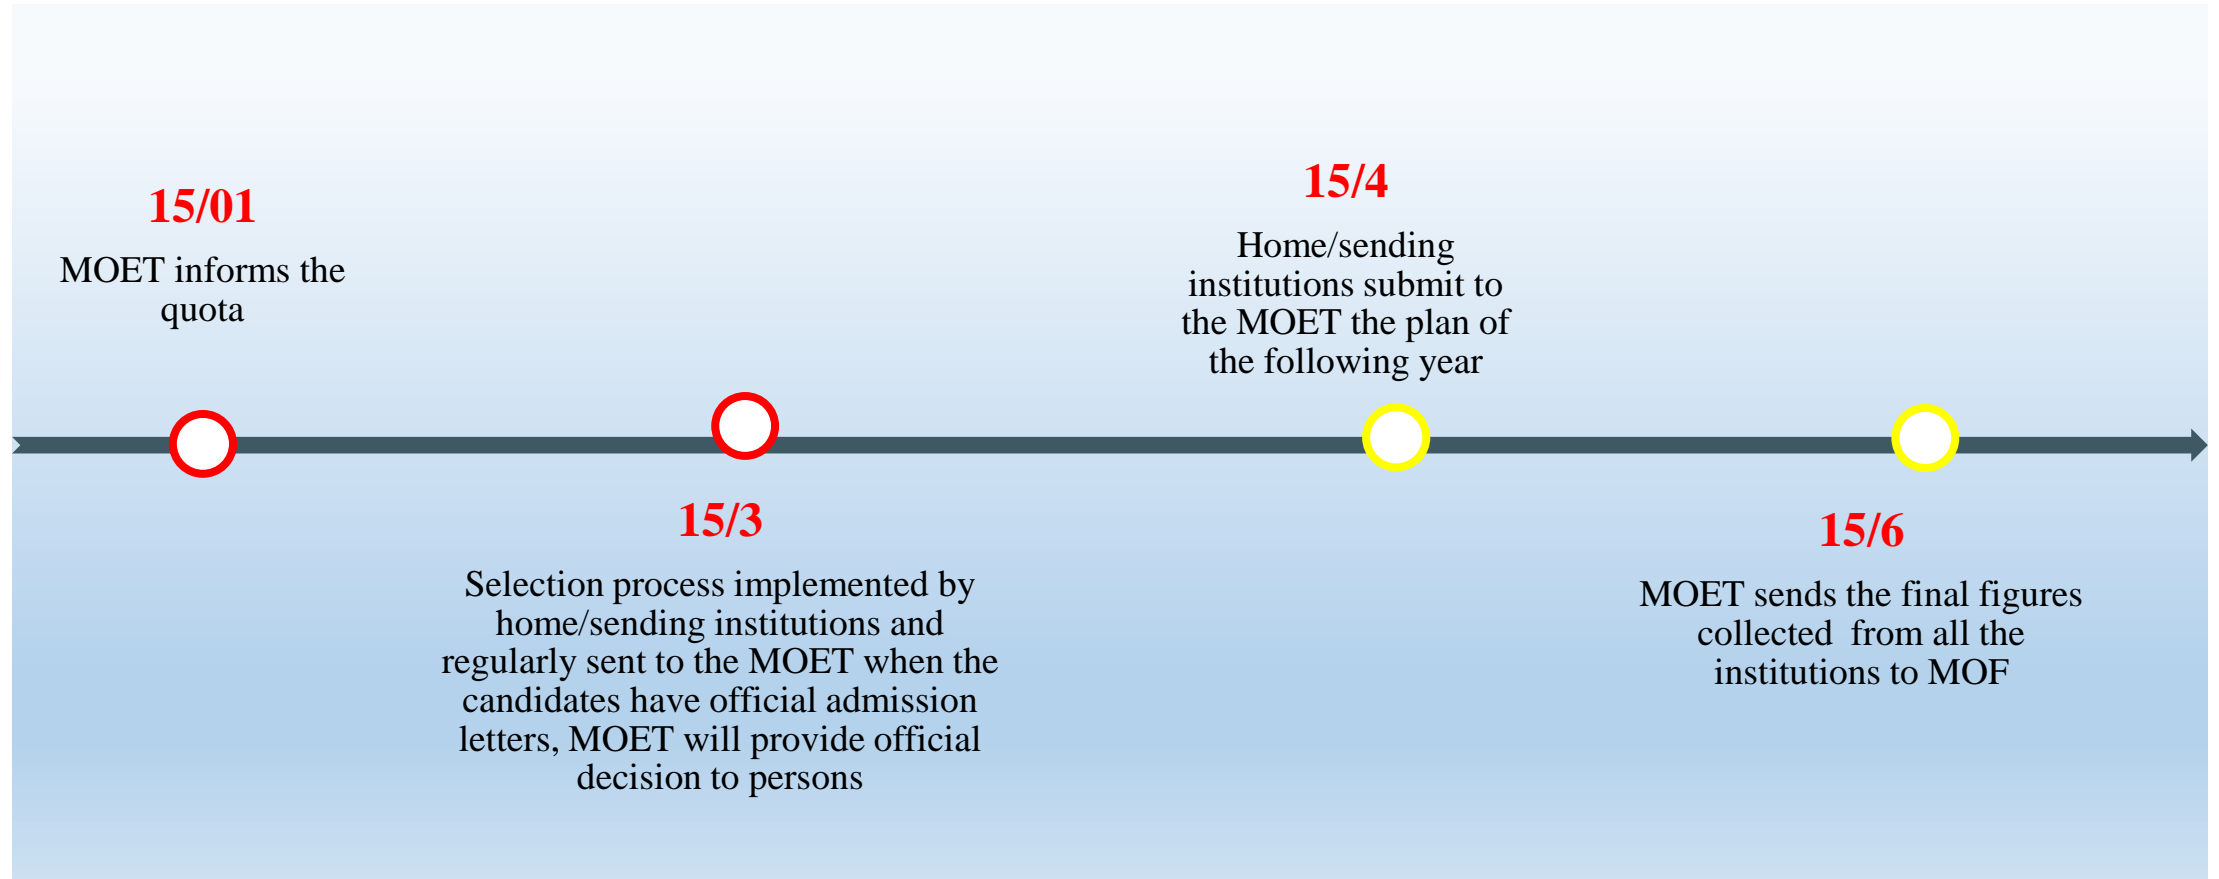 15/01
MOET informs the
quota
15/3
Selection process implemented by
home/sending institutions and
regularly sent to the MOET when the
candidates have official admission
letters, MOET will provide official
decision to persons
15/4
Home/sending
institutions submit to
the MOET the plan of
the following year
15/6
MOET sends the final figures
collected  from all the
institutions to MOF